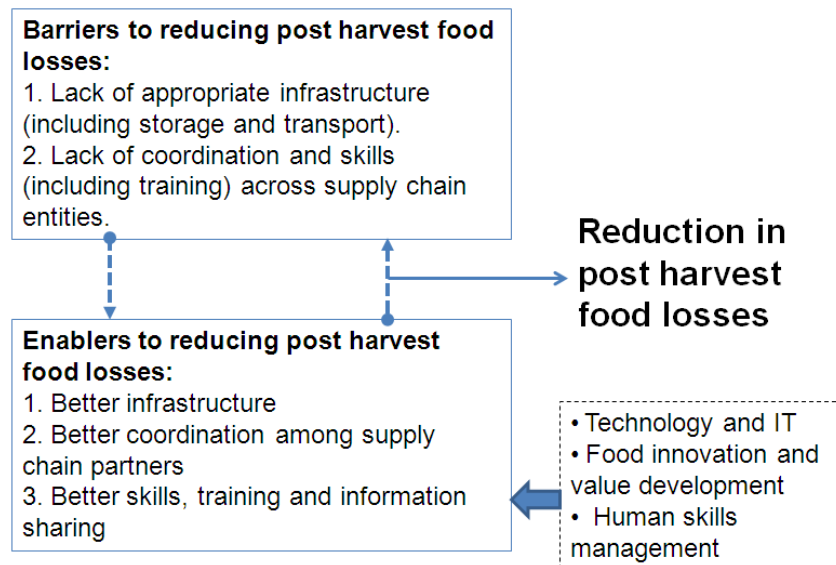 Barriers to reducing post harvest food
losses:
1. Lack of appropriate infrastructure
(including storage and transport).
2. Lack of coordination and skills
(including training) across supply chain
entities.
Reduction in
post harvest
food losses
Enablers to reducing post harvest
food losses:
1. Better infrastructure
2. Better coordination among supply
chain partners
3. Better skills, training and information
sharing
• Technology and IT
• Food innovation and
value development
• Human skills
management